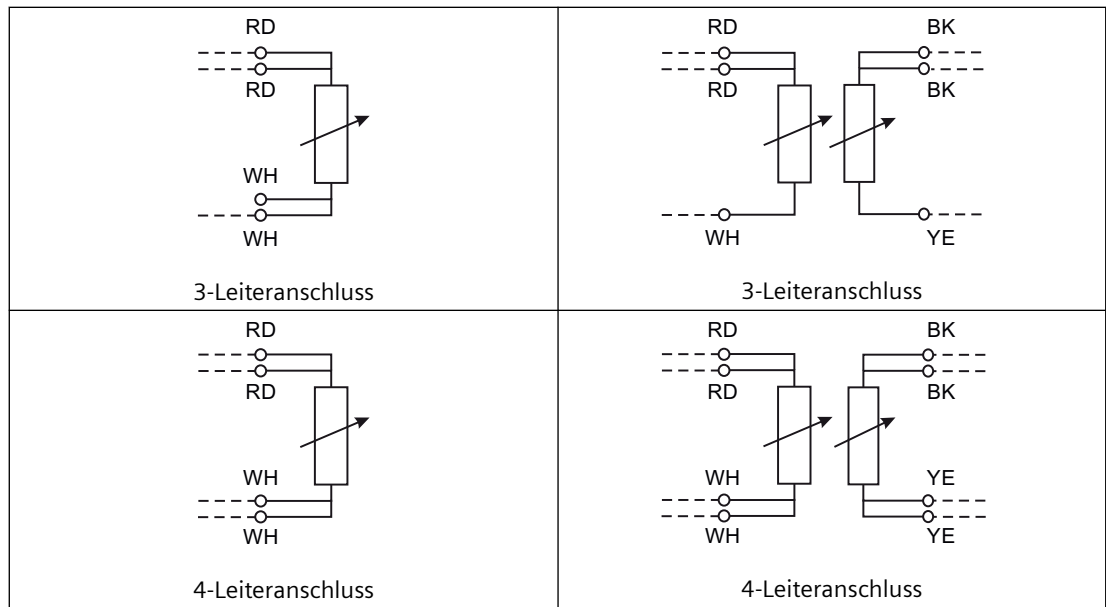 RD
RD
WH
WH
3-Leiteranschluss
RD BK
RD BK
WH YE
3-Leiteranschluss
RD
RD
WH
WH
4-Leiteranschluss
RD BK
RD BK
WH YE
WH YE
4-Leiteranschluss